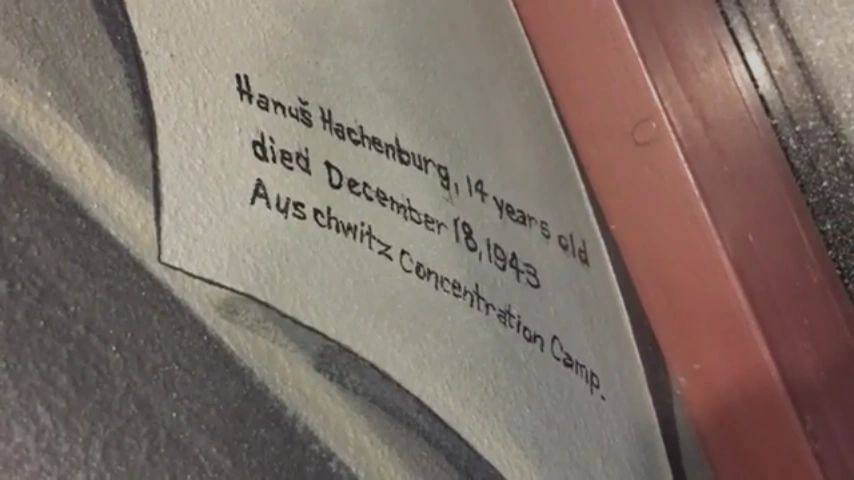 Hanuš Hachenburg, 14 years old
died December 18, 1943
Auschwitz Concentration Camp.